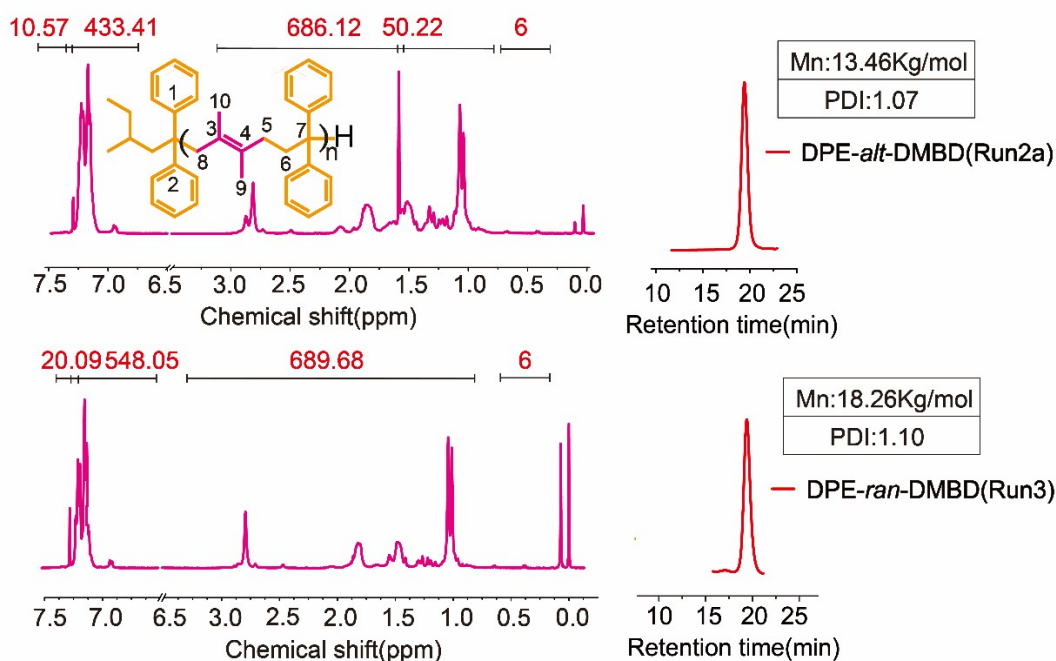 10.57 433.41 686.12 50.22 6
1
10
3
4
5
7
( ) H
n
8
6
2
9
7.5 7.0 6.5 3.0 2.5 2.0 1.5 1.0 0.5 0.0
Chemical shift(ppm)
Mn:13.46Kg/mol
PDI:1.07
DPE-alt-DMBD(Run2a)
10 15 20 25
Retention time(min)
20.09 548.05 689.68 6
7.5 7.0 6.5 3.0 2.5 2.0 1.5 1.0 0.5 0.0
Chemical shift(ppm)
Mn:18.26Kg/mol
PDI:1.10
DPE-ran-DMBD(Run3)
10 15 20 25
Retention time(min)